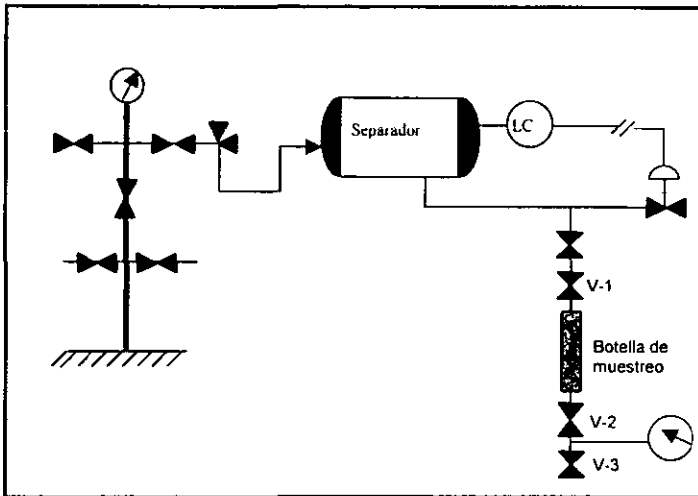 Separador
LC
V-1
Botella de
muestreo
V-2
V-3